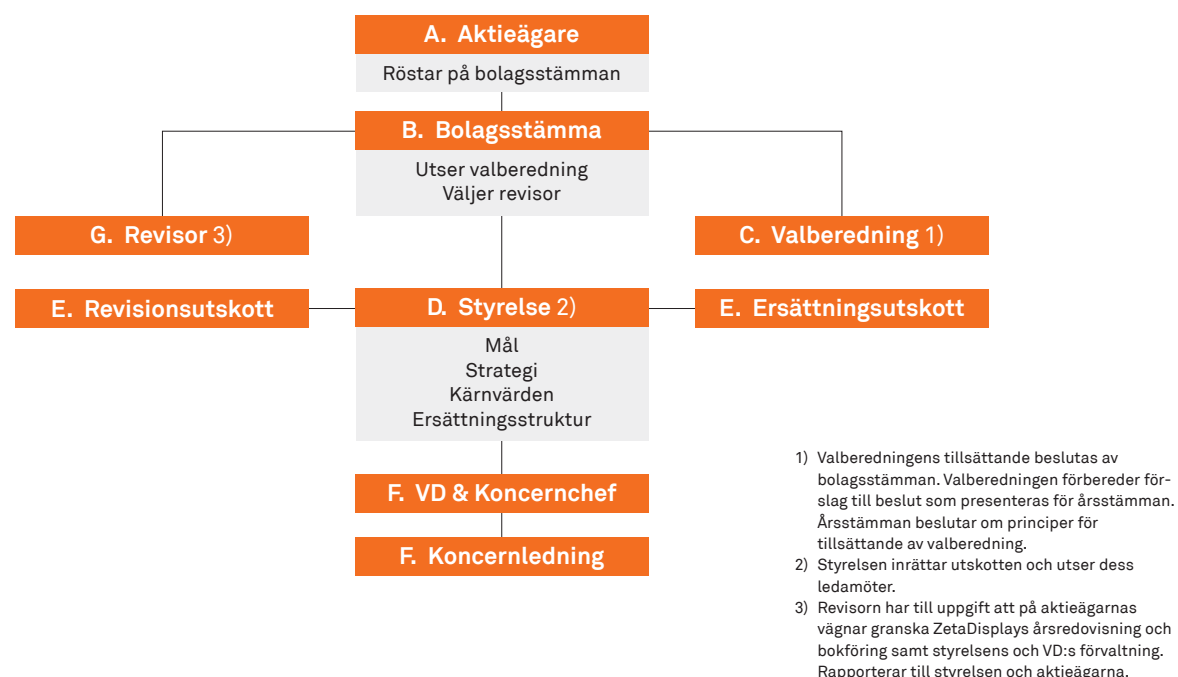 A. Aktieägare
Röstar på bolagsstämman
B. Bolagsstämma
Utser valberedning
Väljer revisor
G. Revisor 3)
C. Valberedning 1)
E. Revisionsutskott
D. Styrelse 2)
E. Ersättningsutskott
Mål
Strategi
Kärnvärden
Ersättningsstruktur
F. VD & Koncernchef
F. Koncernledning
1) Valberedningens tillsättande beslutas av
bolagsstämman. Valberedningen förbereder för-
slag till beslut som presenteras för årsstämman.
Årsstämman beslutar om principer för
tillsättande av valberedning.
2) Styrelsen inrättar utskotten och utser dess
ledamöter.
3) Revisorn har till uppgift att på aktieägarnas
vägnar granska ZetaDisplays årsredovisning och
bokföring samt styrelsens och VD:s förvaltning.
Rapporterar till styrelsen och aktieägarna.